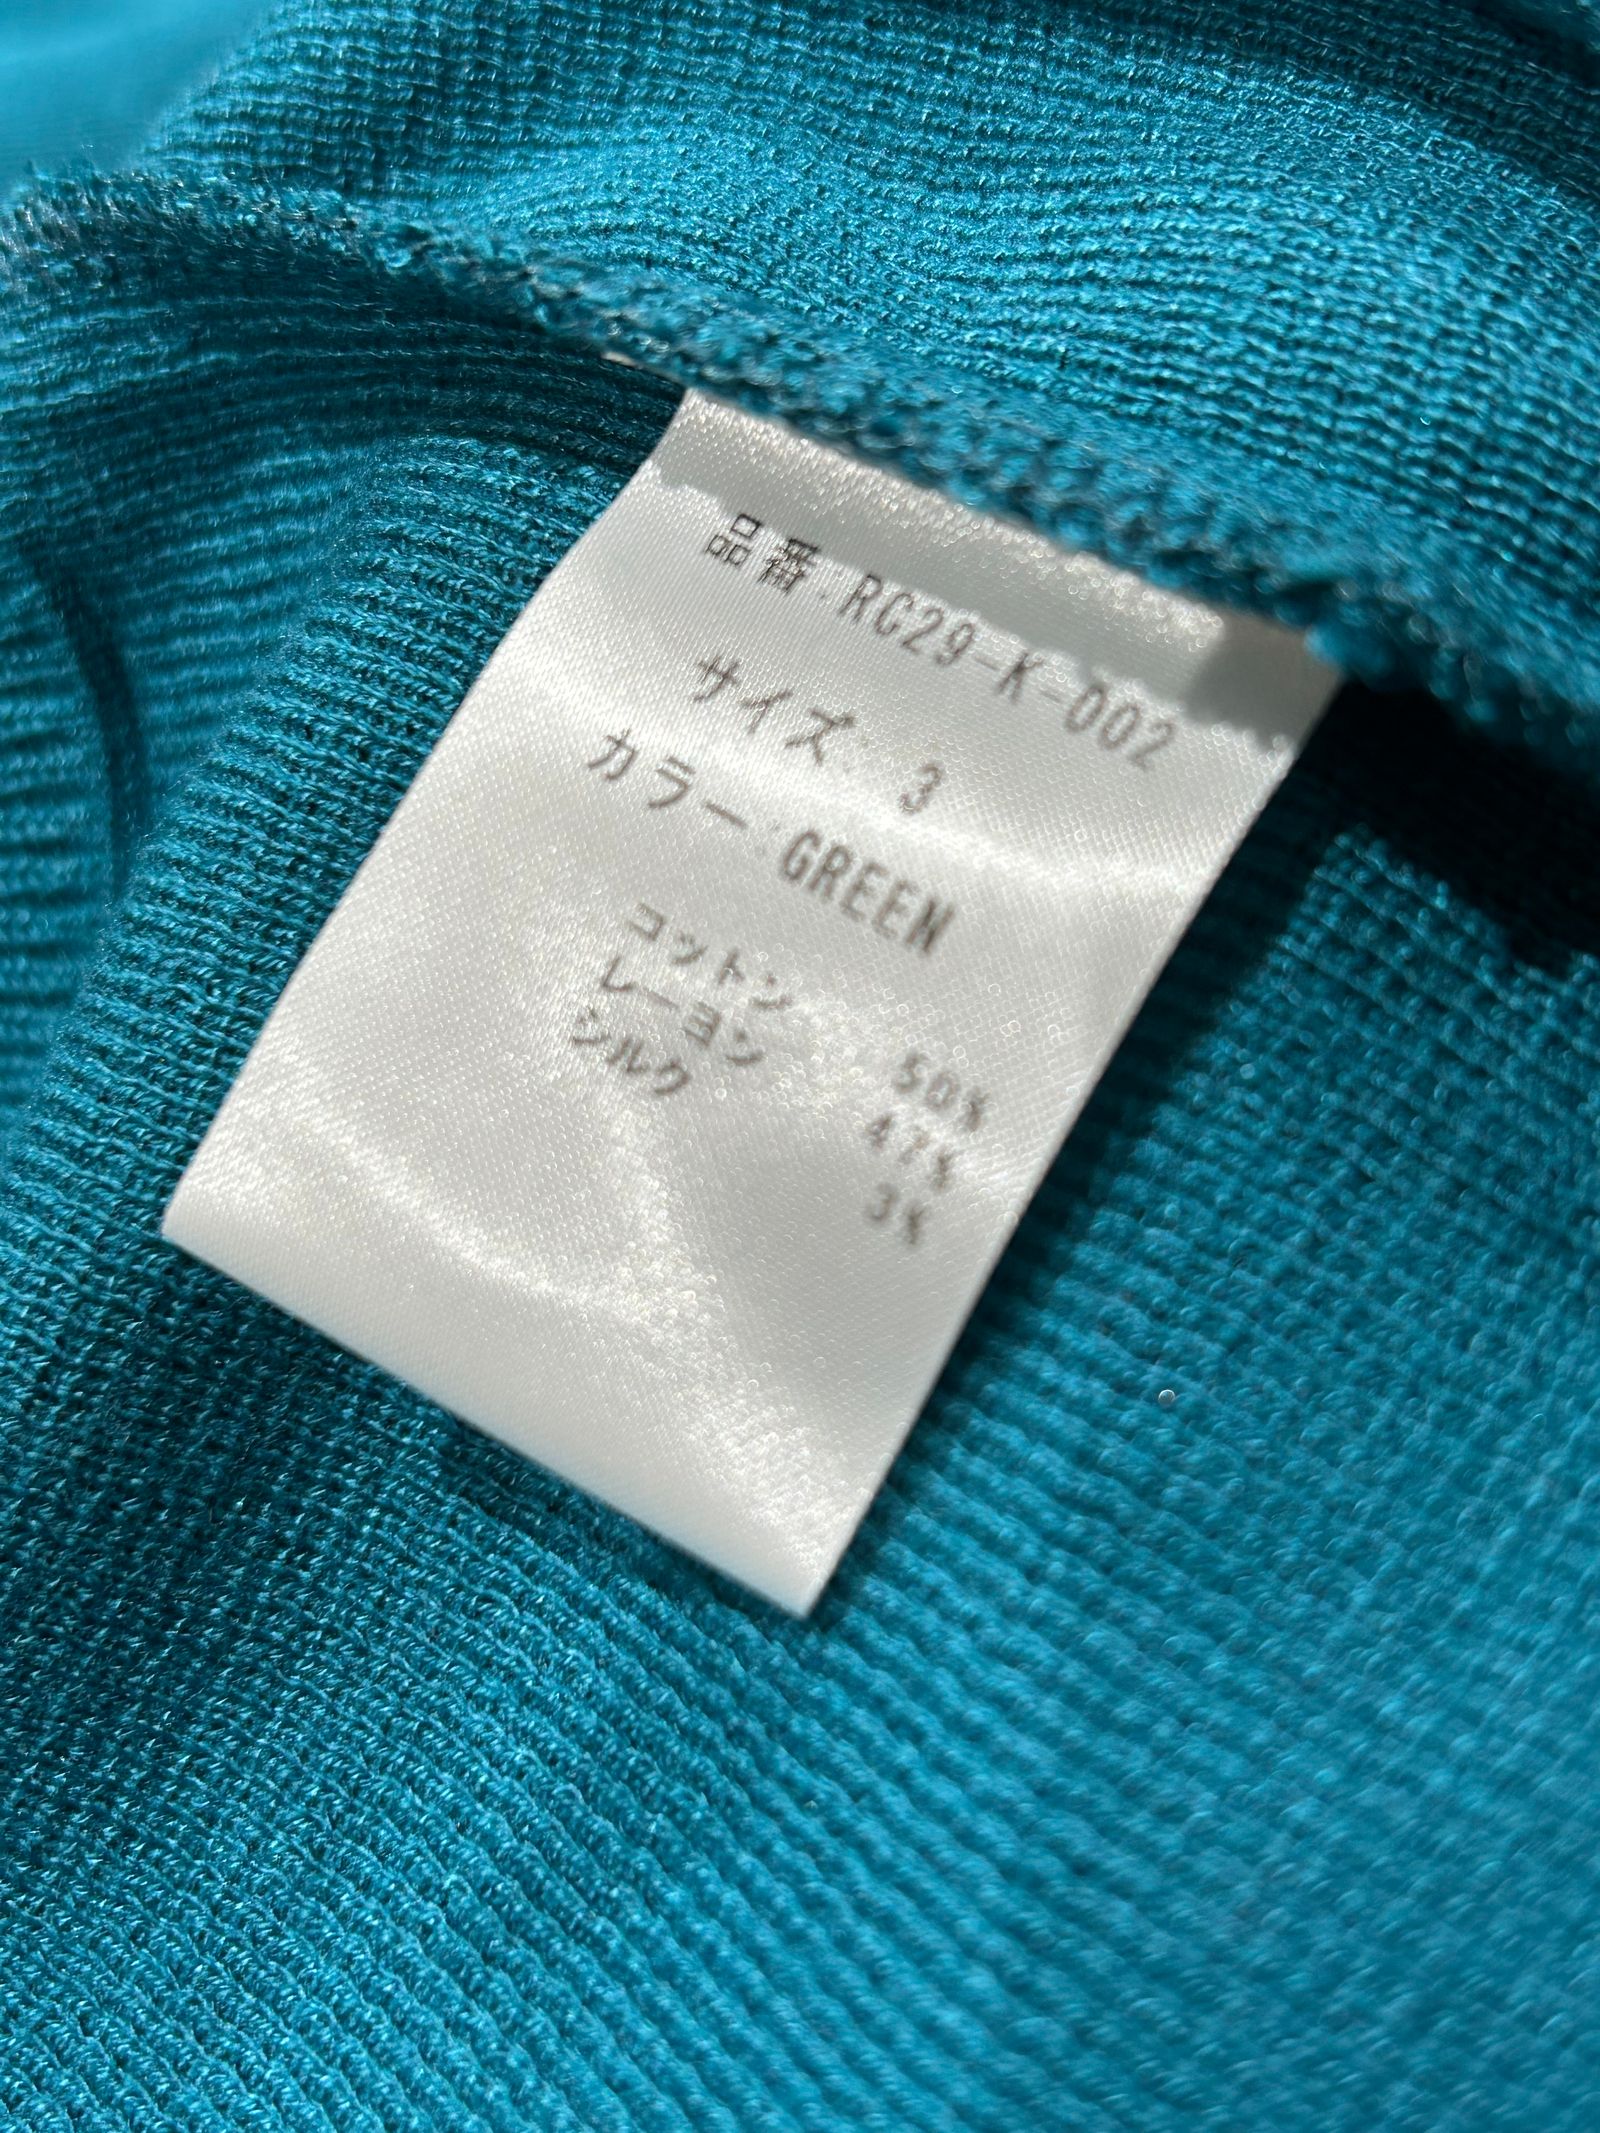 品番:RC29-K-002
サイズ: 3
カラー:GREEN
コットン 50%
レーヨン 47%
シルク 3%